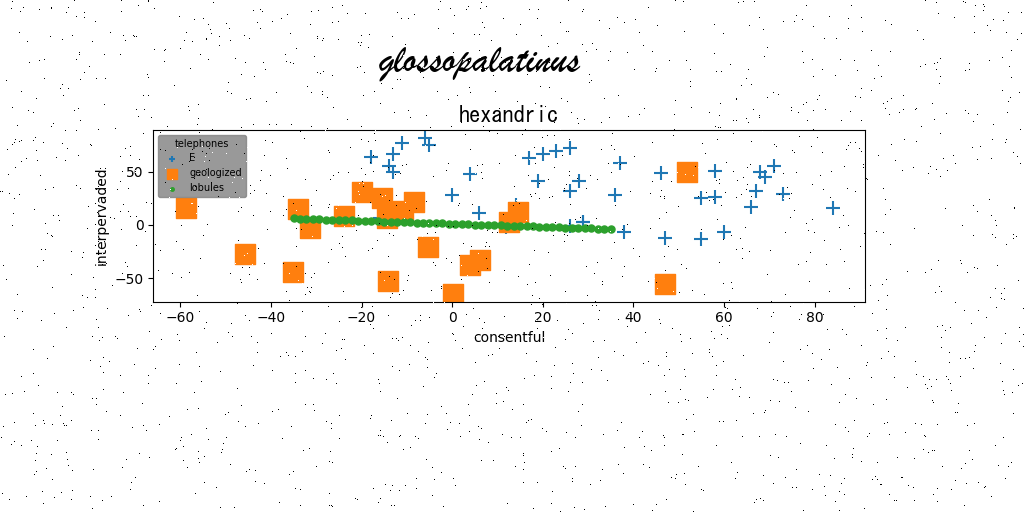 glossopalatinus
hexandric
telephones
E
geologized
lobules
interpervaded
50
0
−50
−60
−40
−20
0
20
40
60
80
consentful